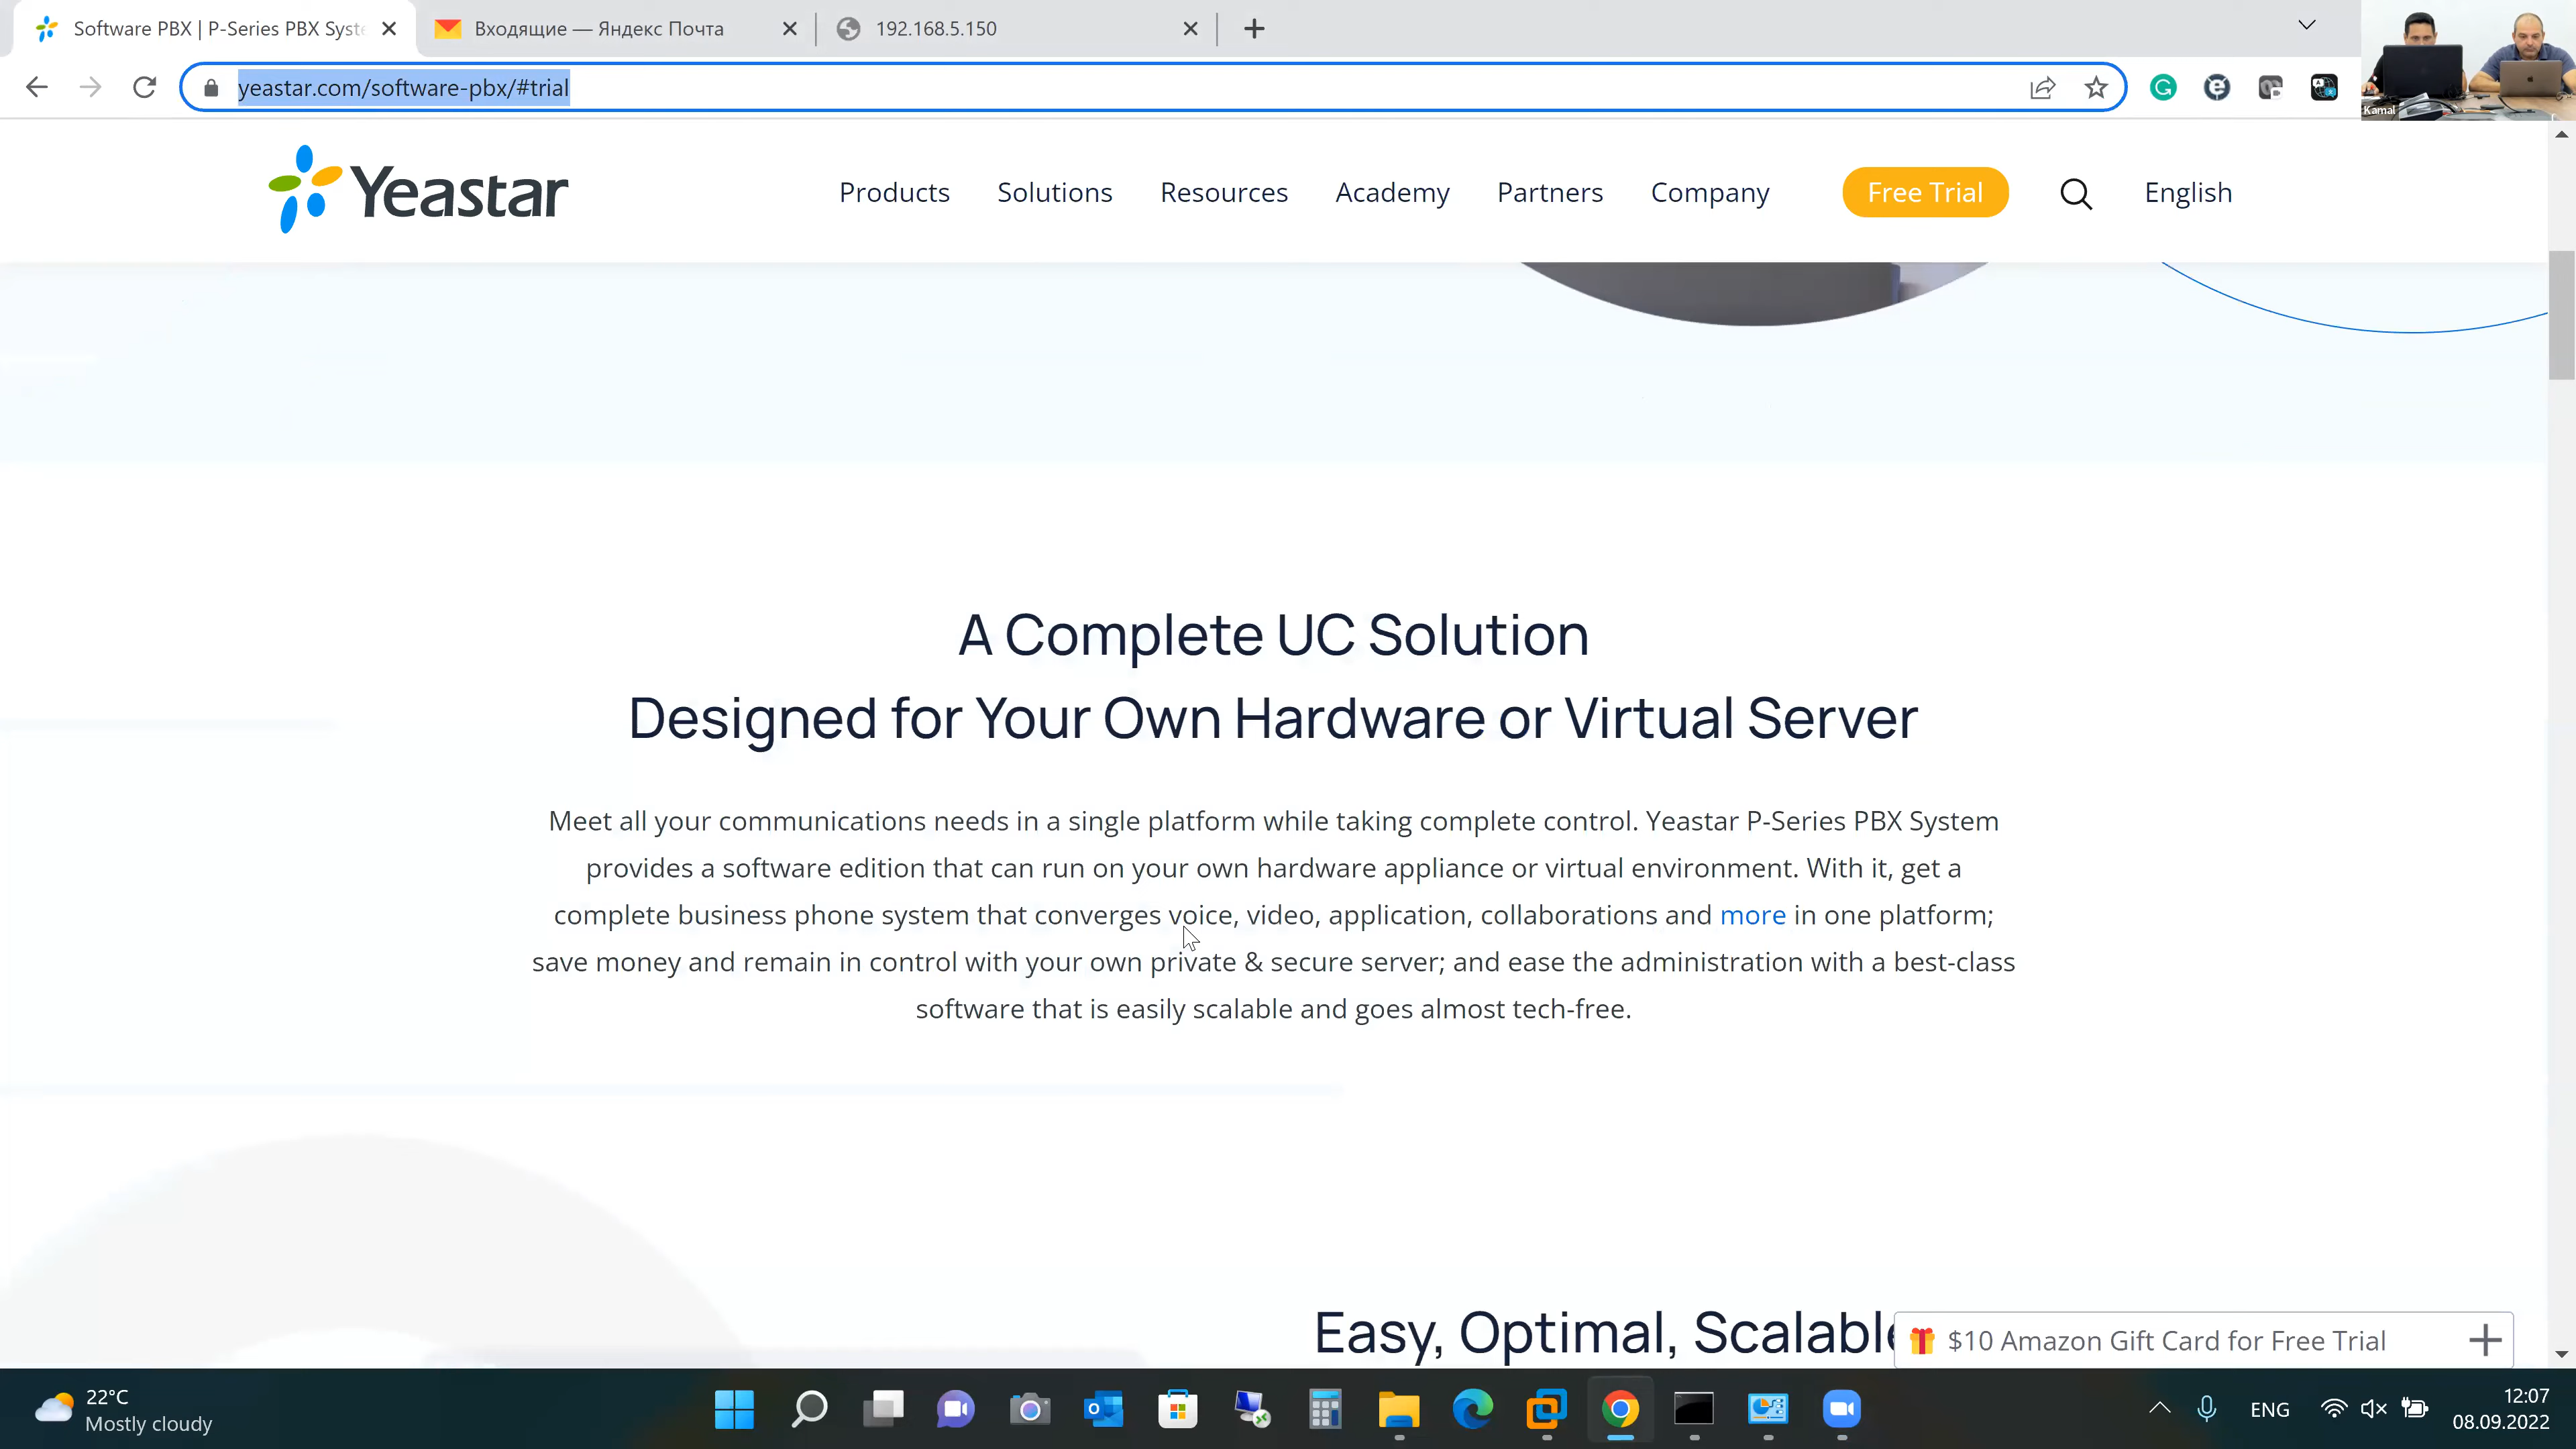 Software PBX | P-Series PBX Syste
Входящие — Яндекс Почта
192.168.5.150
yeastar.com/software-pbx/#trial
Kamal
Yeastar
Products
Solutions
Resources
Academy
Partners
Company
Free Trial
English
A Complete UC Solution
Designed for Your Own Hardware or Virtual Server
Meet all your communications needs in a single platform while taking complete control. Yeastar P-Series PBX System
provides a software edition that can run on your own hardware appliance or virtual environment. With it, get a
complete business phone system that converges voice, video, application, collaborations and more in one platform;
save money and remain in control with your own private & secure server; and ease the administration with a best-class
software that is easily scalable and goes almost tech-free.
Easy, Optimal, Scalable
$10 Amazon Gift Card for Free Trial
22°C
Mostly cloudy
ENG
12:07
08.09.2022